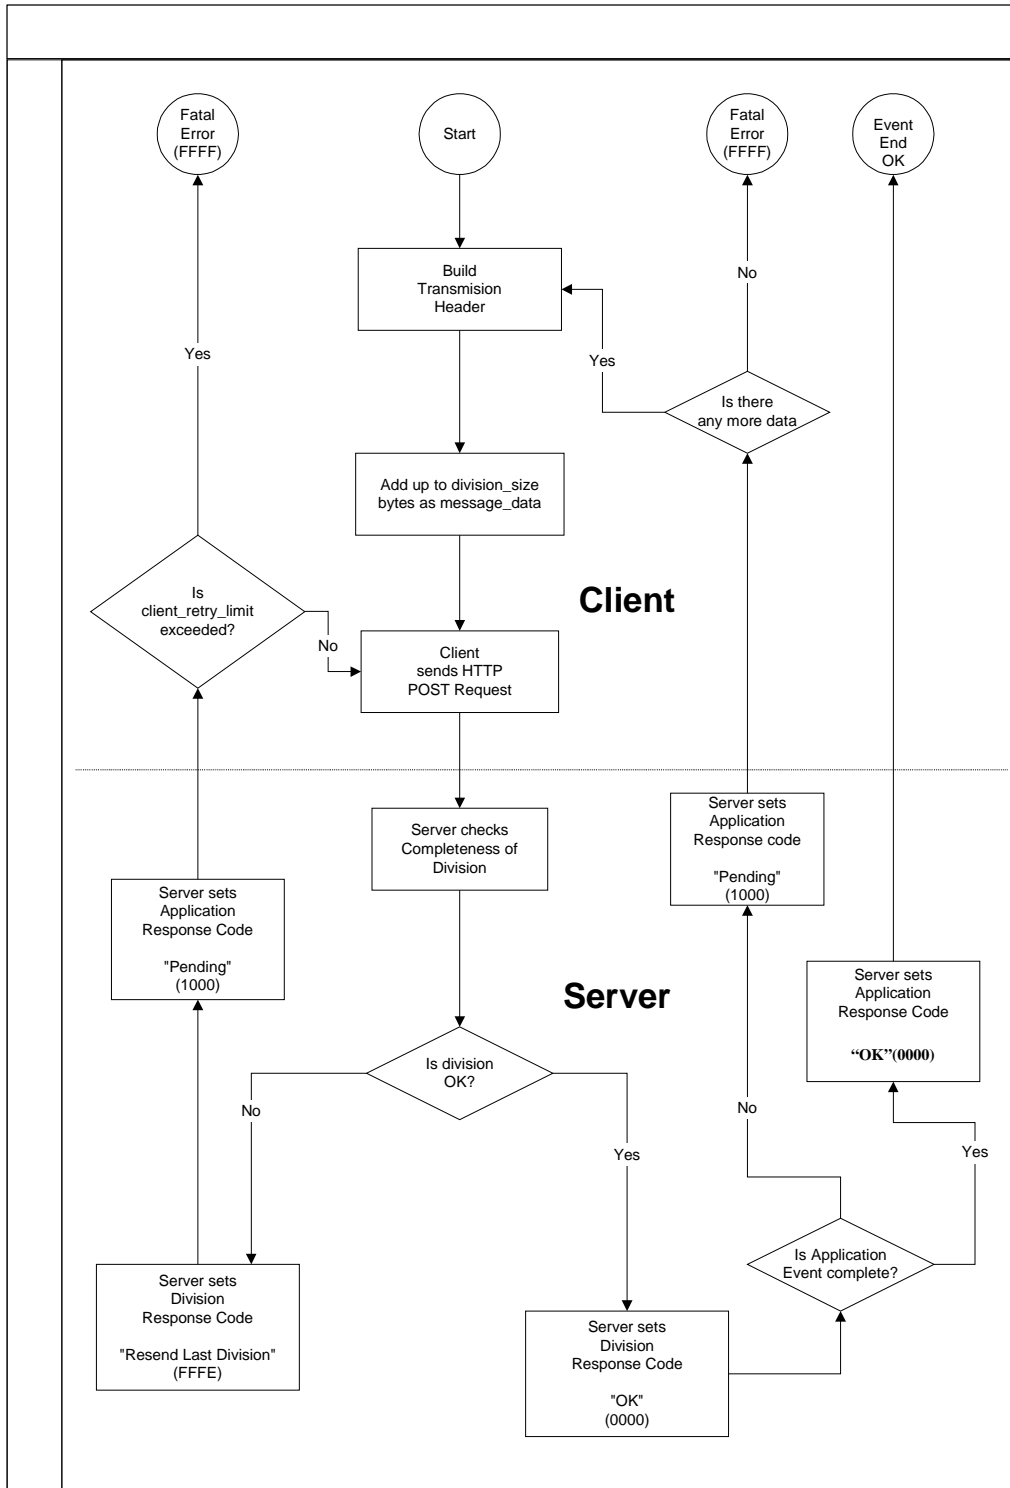 Fatal
Error
(FFFF)
Start
Fatal
Error
(FFFF)
Event
End
OK
Build
Transmision
Header
No
Yes
Yes
Is there
any more data
Add up to division_size
bytes as message_data
Is
client_retry_limit
exceeded?
Client
No
Client
sends HTTP
POST Request
Server checks
Completeness of
Division
Server sets
Application
Response code
"Pending"
(1000)
Server sets
Application
Response Code
"Pending"
(1000)
Server
Server sets
Application
Response Code
“OK”(0000)
Is division
OK?
No
Yes
No
Yes
Is Application
Event complete?
Server sets
Division
Response Code
"Resend Last Division"
(FFFE)
Server sets
Division
Response Code
"OK"
(0000)